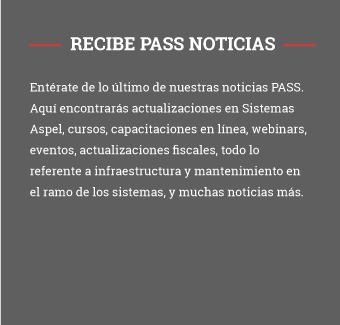 RECIBE PASS NOTICIAS
Entérate de lo último de nuestras noticias PASS.
Aquí encontrarás actualizaciones en Sistemas
Aspel, cursos, capacitaciones en línea, webinars,
eventos, actualizaciones fiscales, todo lo
referente a infraestructura y mantenimiento en
el ramo de los sistemas, y muchas noticias más.